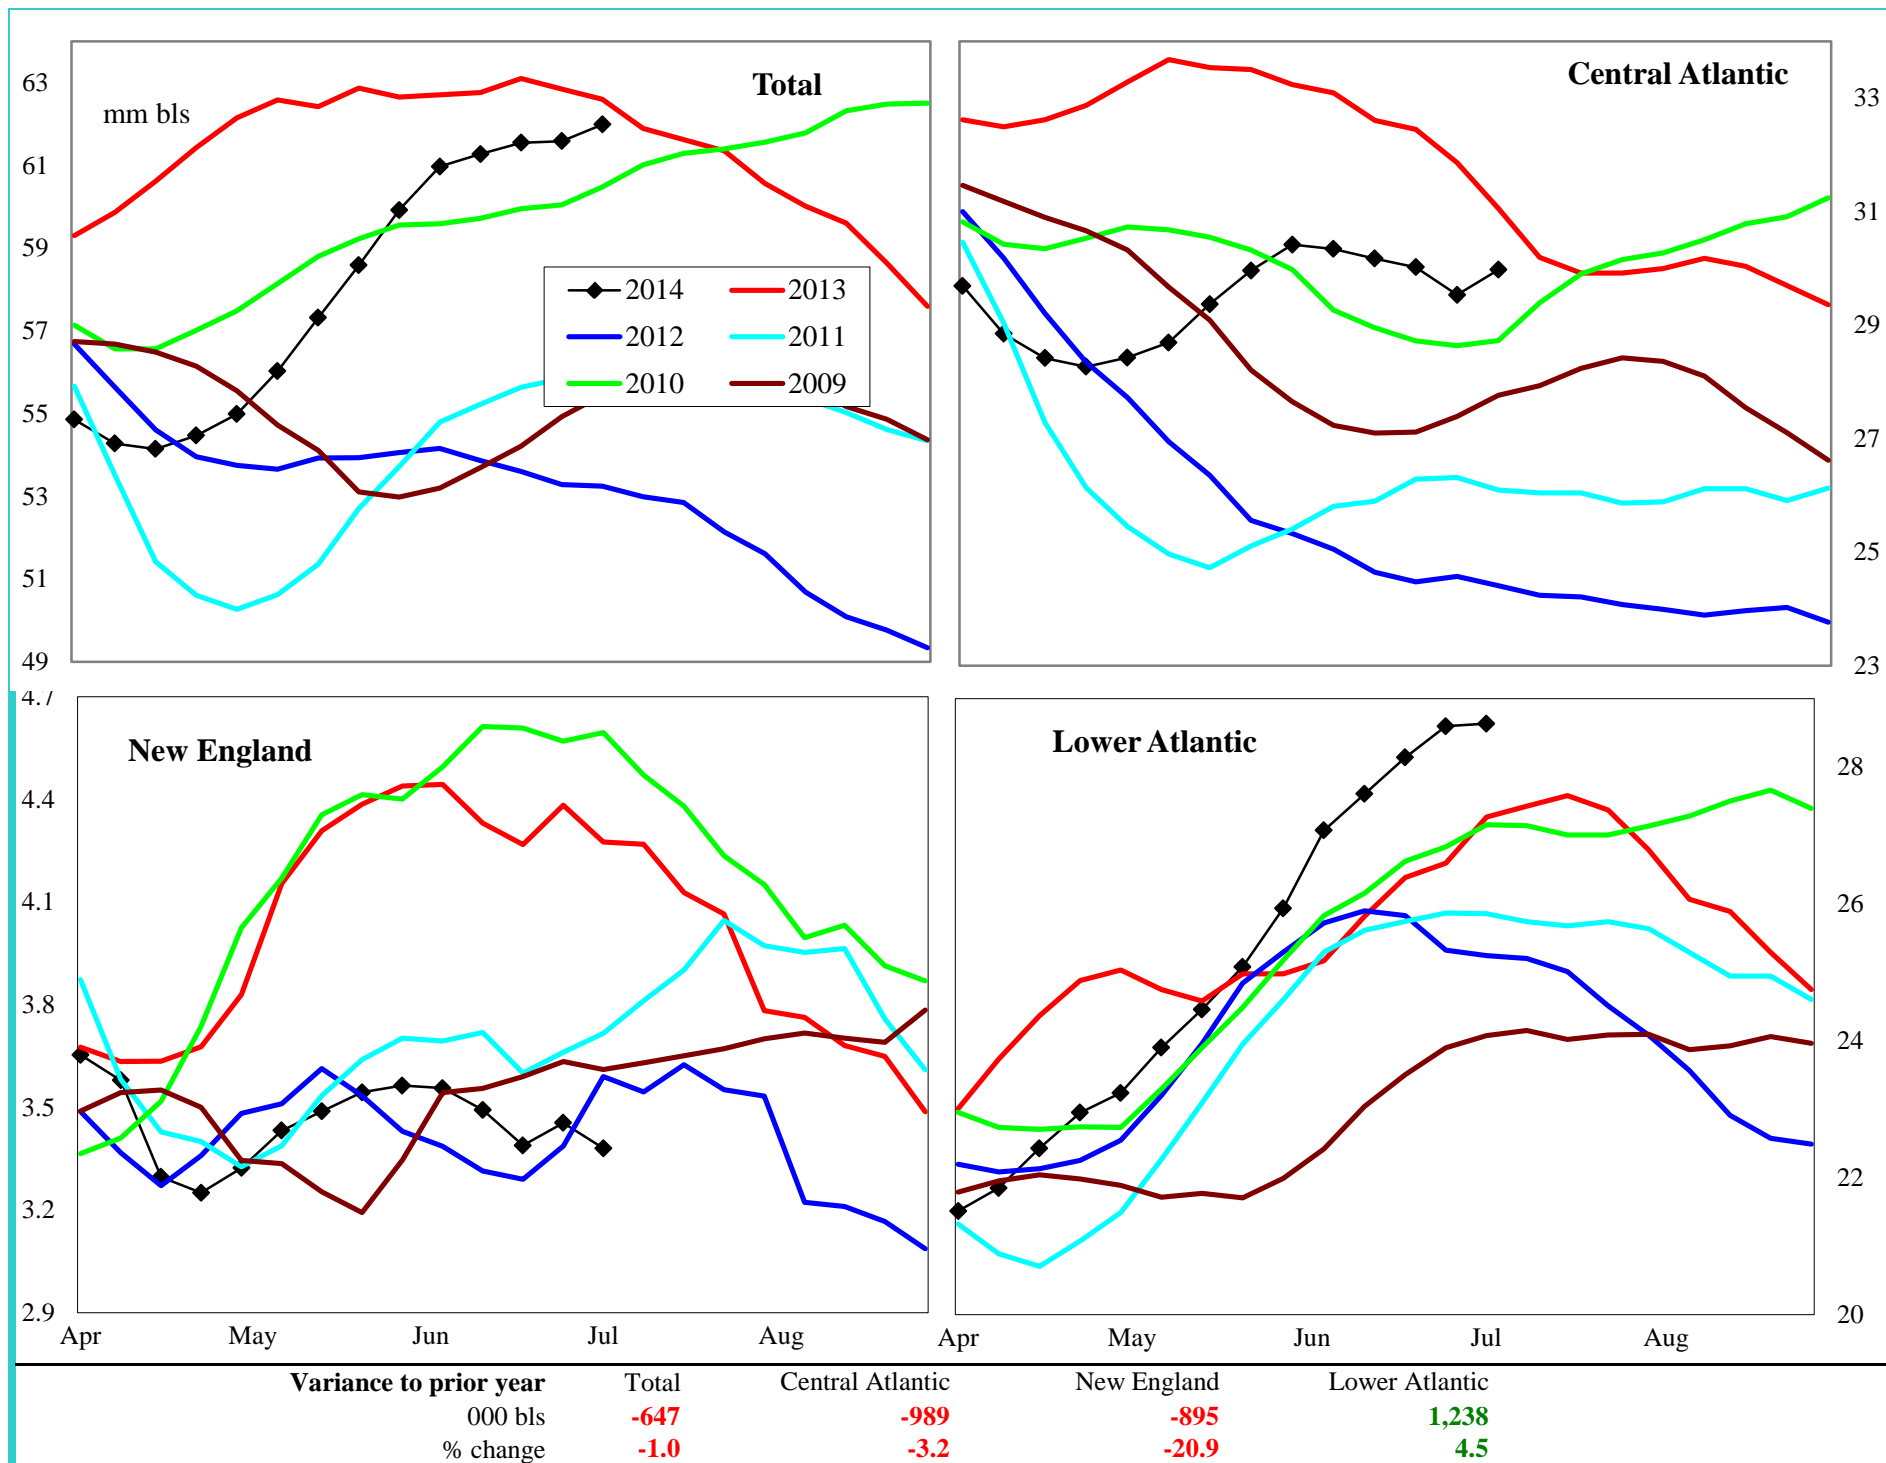 Total
mm bls
63
61
59
57
55
53
51
49
2014 2013
2012 2011
2010 2009
Central Atlantic
33
31
29
27
25
23
New England
4.7
4.4
4.1
3.8
3.5
3.2
2.9
Apr May Jun Jul Aug
Lower Atlantic
28
26
24
22
20
Apr May Jun Jul Aug
Variance to prior year Total Central Atlantic New England Lower Atlantic
000 bls -647 -989 -895 1,238
% change -1.0 -3.2 -20.9 4.5